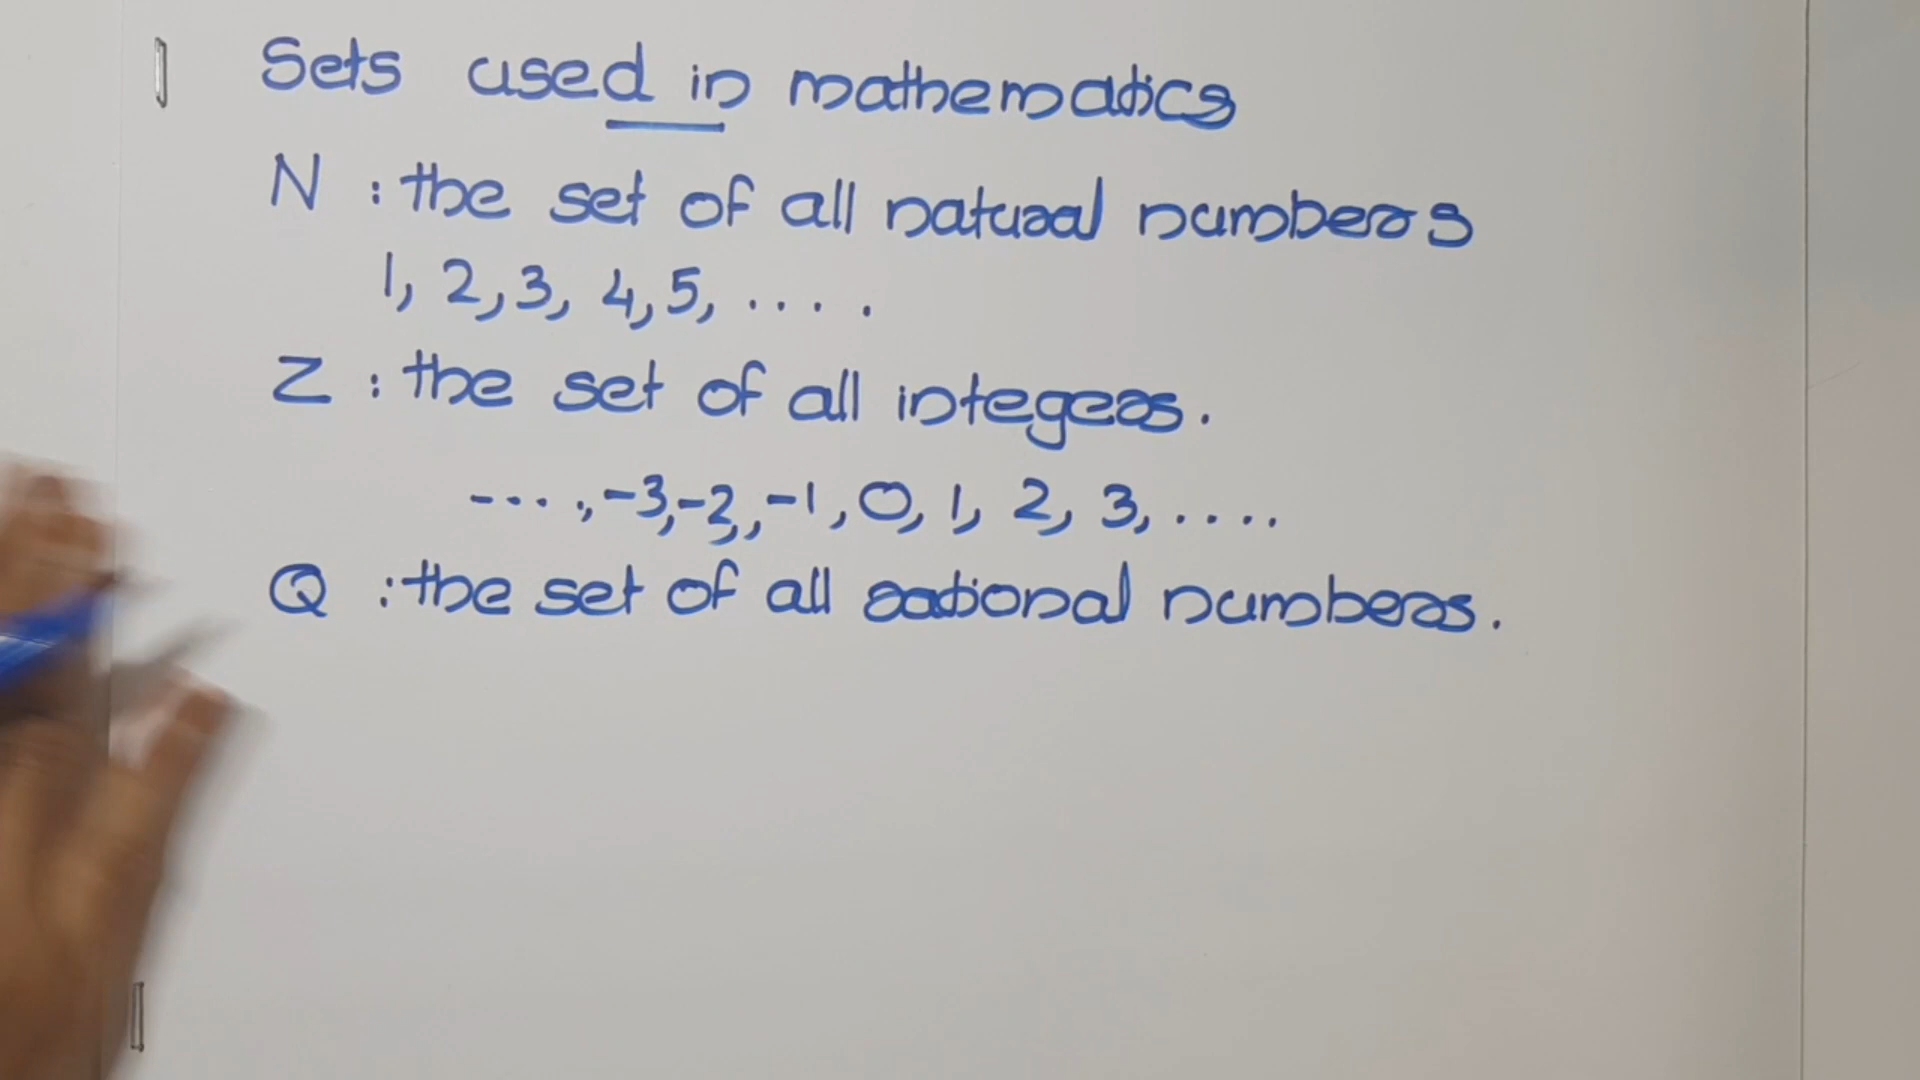 Sets used in mathematics
N : the set of all natural numbers
1, 2, 3, 4, 5, ....
Z : the set of all integers.
...., -3, -2, -1, 0, 1, 2, 3, ....
Q : the set of all rational numbers.